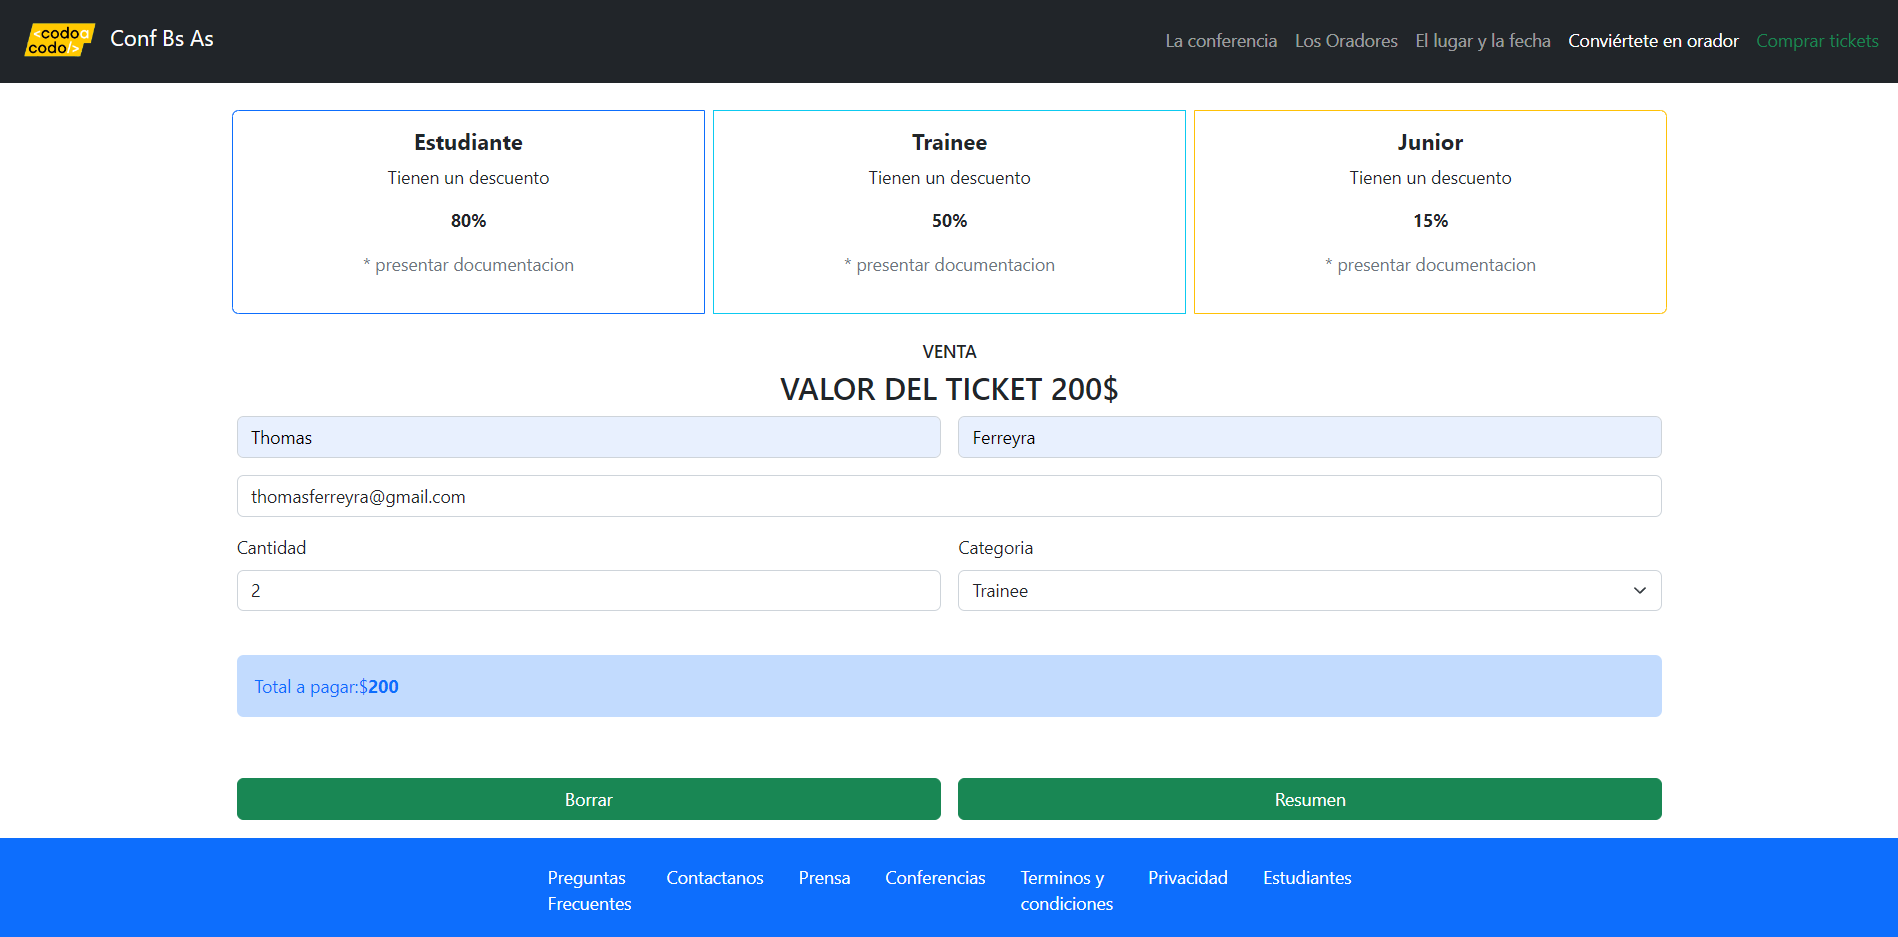 <codo a
codo/>
Conf Bs As
La conferencia
Los Oradores
El lugar y la fecha
Conviértete en orador
Comprar tickets
Estudiante
Tienen un descuento
80%
* presentar documentacion
Trainee
Tienen un descuento
50%
* presentar documentacion
Junior
Tienen un descuento
15%
* presentar documentacion
VENTA
VALOR DEL TICKET 200$
Thomas
Ferreyra
thomasferreyra@gmail.com
Cantidad
Categoria
2
Trainee
Total a pagar:$200
Borrar
Resumen
Preguntas
Frecuentes
Contactanos
Prensa
Conferencias
Terminos y
condiciones
Privacidad
Estudiantes